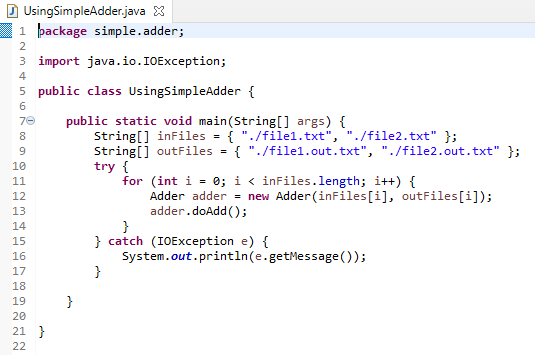 UsingSimpleAdder.java
1 package simple.adder;
2
3 import java.io.IOException;
4
5 public class UsingSimpleAdder {
6
7     public static void main(String[] args) {
8         String[] inFiles = { "./file1.txt", "./file2.txt" };
9         String[] outFiles = { "./file1.out.txt", "./file2.out.txt" };
10         try {
11             for (int i = 0; i < inFiles.length; i++) {
12                 Adder adder = new Adder(inFiles[i], outFiles[i]);
13                 adder.doAdd();
14             }
15         } catch (IOException e) {
16             System.out.println(e.getMessage());
17         }
18
19     }
20
21 }
22